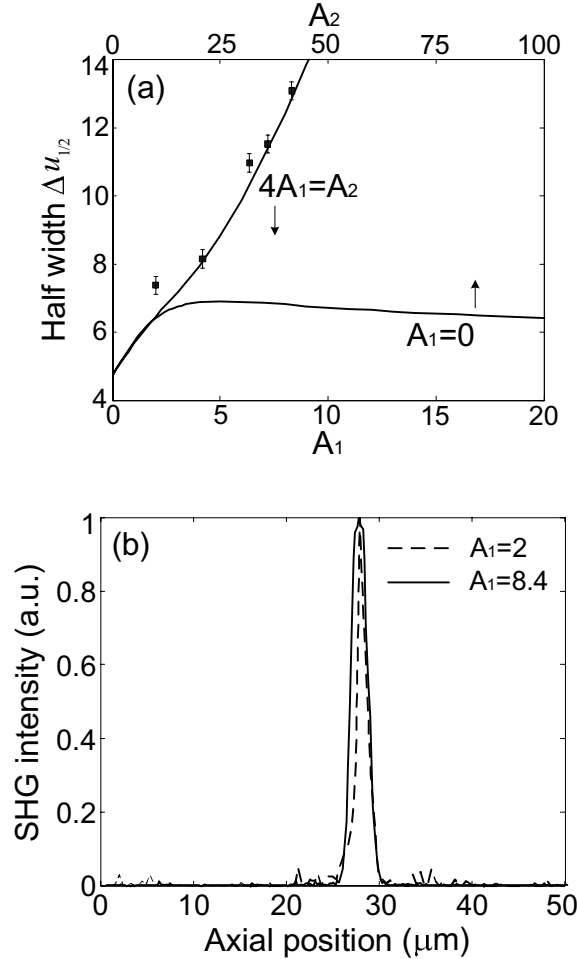 A₂
0 25 50 75 100
(a)
14
12
10
8
6
4
Half width Δu₁/₂
4A₁=A₂
A₁=0
0 5 10 15 20
A₁
(b)
A₁=2
A₁=8.4
1
0.8
0.6
0.4
0.2
0
SHG intensity (a.u.)
0 10 20 30 40 50
Axial position (μm)